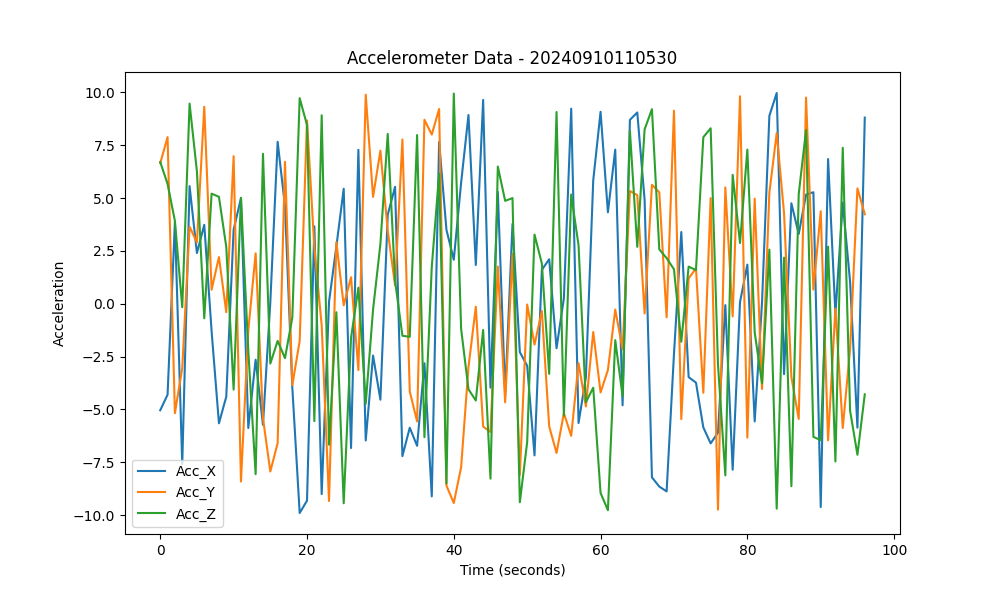 Accelerometer Data - 20240910110530
10.0
7.5
5.0
2.5
0.0
−2.5
−5.0
−7.5
−10.0
Acceleration
Acc_X
Acc_Y
Acc_Z
0 20 40 60 80 100
Time (seconds)